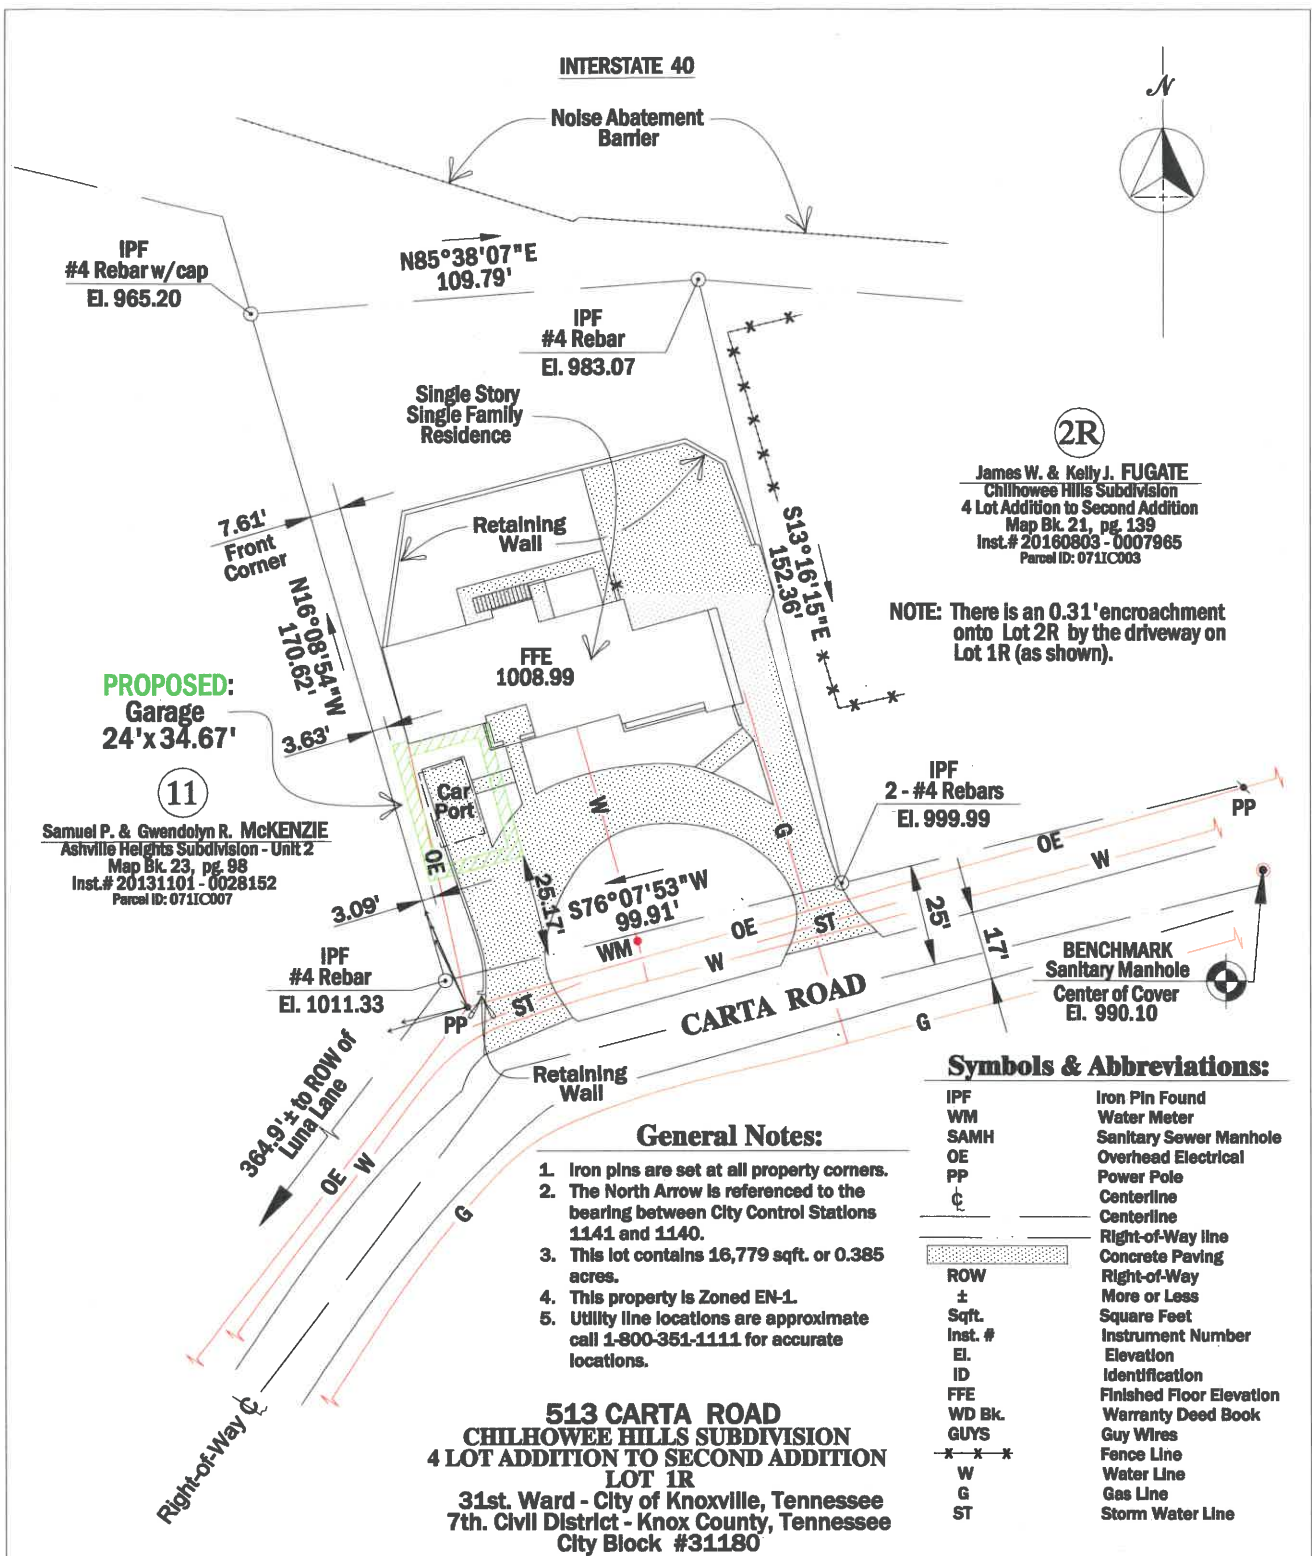 INTERSTATE 40
Noise Abatement
Barrier
N
IPF
#4 Rebar w/cap
El. 965.20
N85°38'07"E
109.79'
IPF
#4 Rebar
El. 983.07
Single Story
Single Family
Residence
2R
James W. & Kelly J. FUGATE
Chilhowee Hills Subdivision
4 Lot Addition to Second Addition
Map Bk. 21, pg. 139
Inst.# 20160803 - 0007965
Parcel ID: 071IC003
7.61'
Front
Corner
Retaining
Wall
S13°16'15"E
152.36'
N16°08'54"W
170.62'
NOTE: There is an 0.31' encroachment
onto Lot 2R by the driveway on
Lot 1R (as shown).
FFE
1008.99
PROPOSED:
Garage
24'x 34.67'
3.63'
11
Samuel P. & Gwendolyn R. McKENZIE
Ashville Heights Subdivision - Unit 2
Map Bk. 23, pg. 98
Inst.# 20131101 - 0028152
Parcel ID: 071IC007
Car
Port
W
G
OE
IPF
2 - #4 Rebars
El. 999.99
PP
OE
W
3.09'
25.17'
S76°07'53"W
99.91'
OE
ST
WM
W
25'
17'
IPF
#4 Rebar
El. 1011.33
PP
ST
CARTA ROAD
G
BENCHMARK
Sanitary Manhole
Center of Cover
El. 990.10
Retaining
Wall
364.9'± to ROW of
Luna Lane
OE
W
G
Right-of-Way ℄
General Notes:
1. Iron pins are set at all property corners.
2. The North Arrow is referenced to the
bearing between City Control Stations
1141 and 1140.
3. This lot contains 16,779 sqft. or 0.385
acres.
4. This property is Zoned EN-1.
5. Utility line locations are approximate
call 1-800-351-1111 for accurate
locations.
Symbols & Abbreviations:
IPF Iron Pin Found
WM Water Meter
SAMH Sanitary Sewer Manhole
OE Overhead Electrical
PP Power Pole
℄ Centerline
Centerline
Right-of-Way line
Concrete Paving
ROW Right-of-Way
± More or Less
Sqft. Square Feet
Inst. # Instrument Number
El. Elevation
ID Identification
FFE Finished Floor Elevation
WD Bk. Warranty Deed Book
GUYS Guy Wires
x x x Fence Line
W Water Line
G Gas Line
ST Storm Water Line
513 CARTA ROAD
CHILHOWEE HILLS SUBDIVISION
4 LOT ADDITION TO SECOND ADDITION
LOT 1R
31st. Ward - City of Knoxville, Tennessee
7th. Civil District - Knox County, Tennessee
City Block #31180